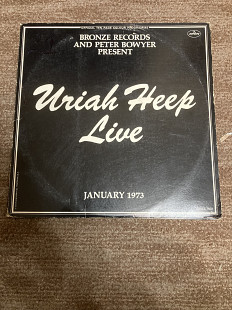 BRONZE RECORDS
AND PETER BOWYER
PRESENT
Uriah Heep
Live
JANUARY 1973